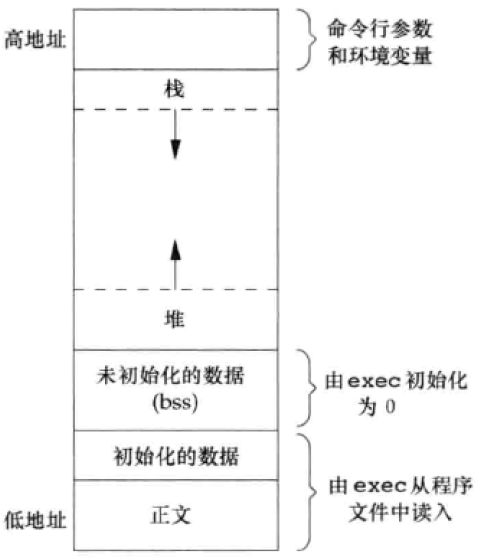 高地址
命令行参数
和环境变量
栈
堆
未初始化的数据
(bss)
由exec初始化
为 0
初始化的数据
正文
由exec从程序
文件中读入
低地址